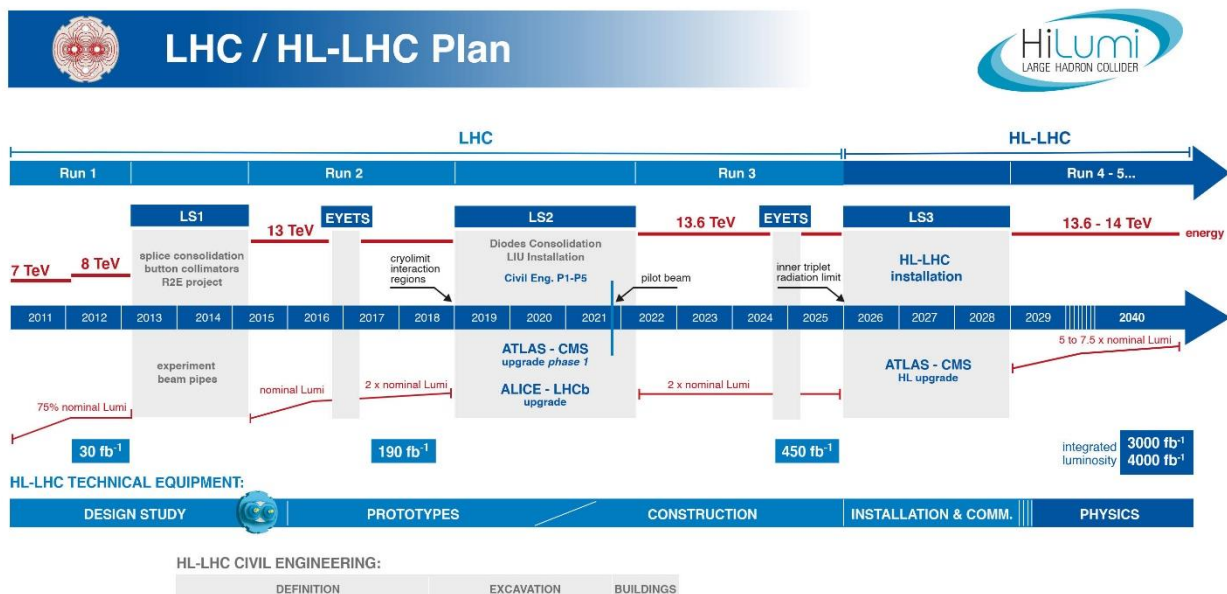 LHC / HL-LHC Plan
HiLumi
LARGE HADRON COLLIDER
LHC
HL-LHC
Run 1
Run 2
Run 3
Run 4 - 5...
LS1
EYETS
LS2
EYETS
LS3
7 TeV
8 TeV
13 TeV
13.6 TeV
13.6 - 14 TeV
energy
splice consolidation
button collimators
R2E project
cryolimit
interaction
regions
Diodes Consolidation
LIU Installation
Civil Eng. P1-P5
pilot beam
inner triplet
radiation limit
HL-LHC
installation
2011 2012 2013 2014 2015 2016 2017 2018 2019 2020 2021 2022 2023 2024 2025 2026 2027 2028 2029 2040
experiment
beam pipes
ATLAS - CMS
upgrade phase 1
ALICE - LHCb
upgrade
ATLAS - CMS
HL upgrade
75% nominal Lumi
nominal Lumi
2 x nominal Lumi
2 x nominal Lumi
5 to 7.5 x nominal Lumi
30 fb⁻¹
190 fb⁻¹
450 fb⁻¹
integrated
luminosity
3000 fb⁻¹
4000 fb⁻¹
HL-LHC TECHNICAL EQUIPMENT:
DESIGN STUDY
PROTOTYPES
CONSTRUCTION
INSTALLATION & COMM.
PHYSICS
HL-LHC CIVIL ENGINEERING:
DEFINITION
EXCAVATION
BUILDINGS